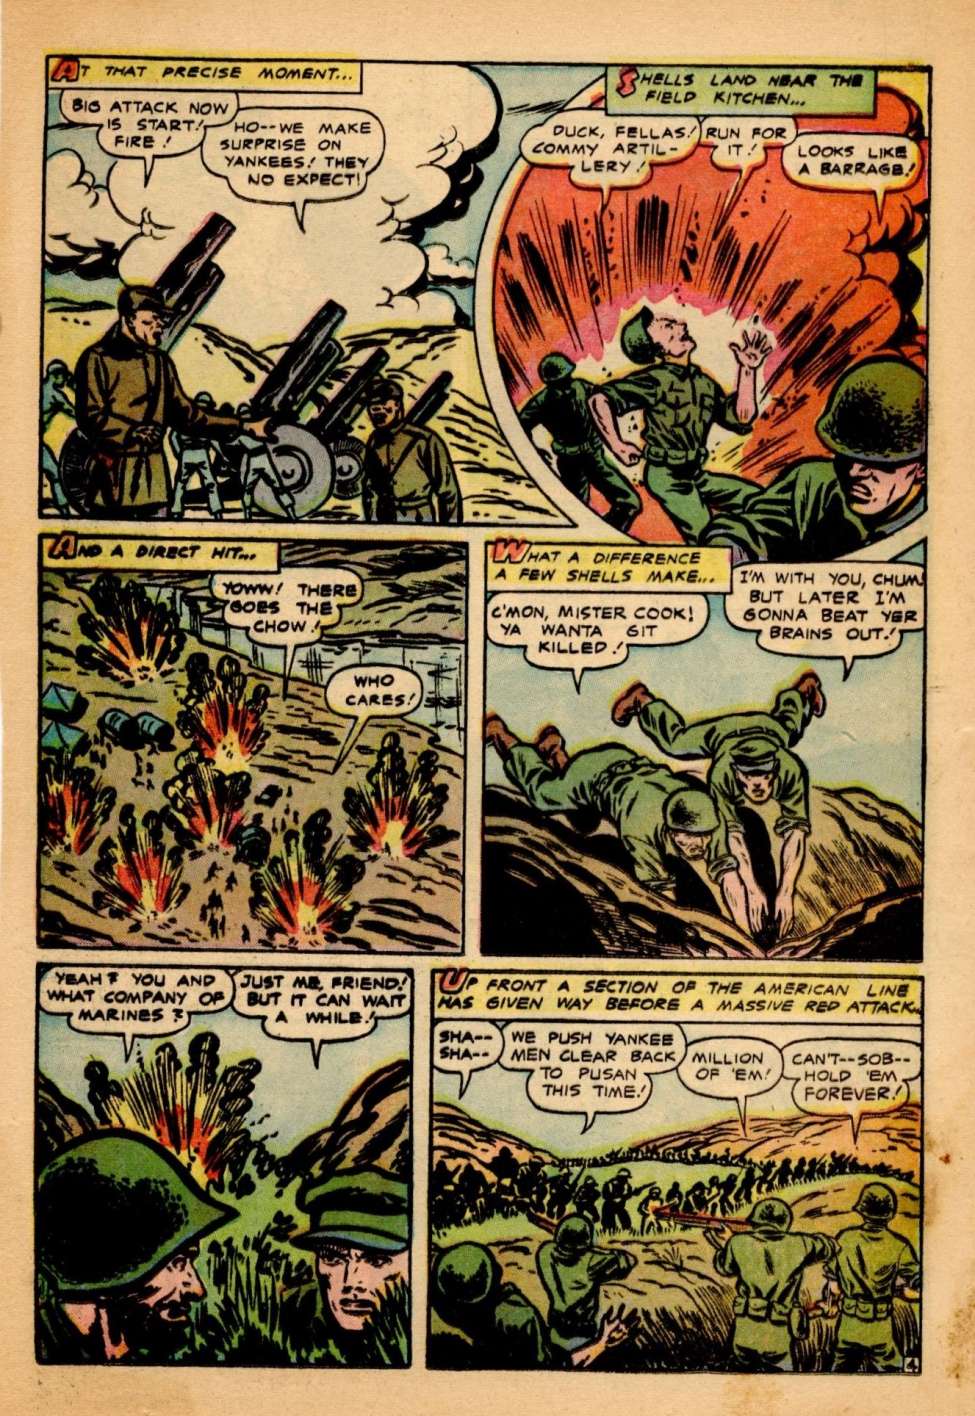 AT THAT PRECISE MOMENT...
BIG ATTACK NOW
IS START!
FIRE!
HO--WE MAKE
SURPRISE ON
YANKEES! THEY
NO EXPECT!
SHELLS LAND NEAR THE
FIELD KITCHEN...
DUCK, FELLAS!
COMMY ARTIL-
LERY!
RUN FOR
IT!
LOOKS LIKE
A BARRAGE!
AND A DIRECT HIT...
YOWW! THERE
GOES THE
CHOW!
WHO
CARES!
WHAT A DIFFERENCE
A FEW SHELLS MAKE...
C'MON, MISTER COOK!
YA WANTA GIT
KILLED!
I'M WITH YOU, CHUM.
BUT LATER I'M
GONNA BEAT YER
BRAINS OUT!
YEAH? YOU AND
WHAT COMPANY OF
MARINES?
JUST ME, FRIEND!
BUT IT CAN WAIT
A WHILE!
UP FRONT A SECTION OF THE AMERICAN LINE
HAS GIVEN WAY BEFORE A MASSIVE RED ATTACK...
SHA--
SHA--
WE PUSH YANKEE
MEN CLEAR BACK
TO PUSAN
THIS TIME!
MILLION
OF 'EM!
CAN'T--SOB--
HOLD 'EM
FOREVER!
4